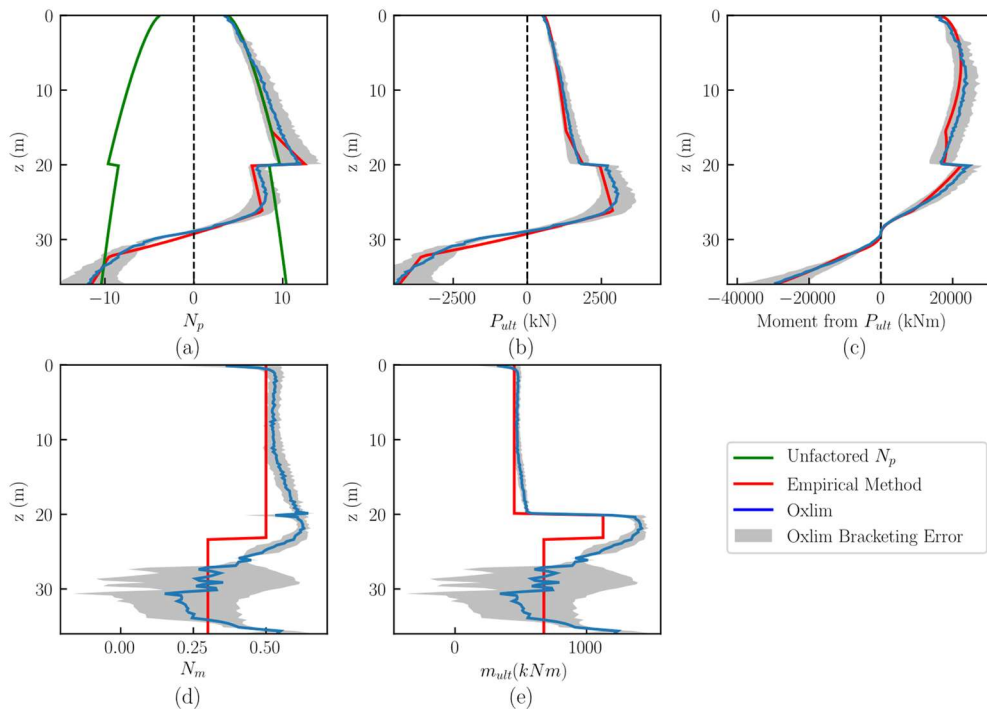 0
10
20
30
z (m)
−10
0
10
N_p
(a)
0
10
20
30
z (m)
−2500
0
2500
P_ult (kN)
(b)
0
10
20
30
z (m)
−40000
−20000
0
20000
Moment from P_ult (kNm)
(c)
0
10
20
30
z (m)
0.00
0.25
0.50
N_m
(d)
0
10
20
30
z (m)
0
1000
m_ult(kNm)
(e)
Unfactored N_p
Empirical Method
Oxlim
Oxlim Bracketing Error